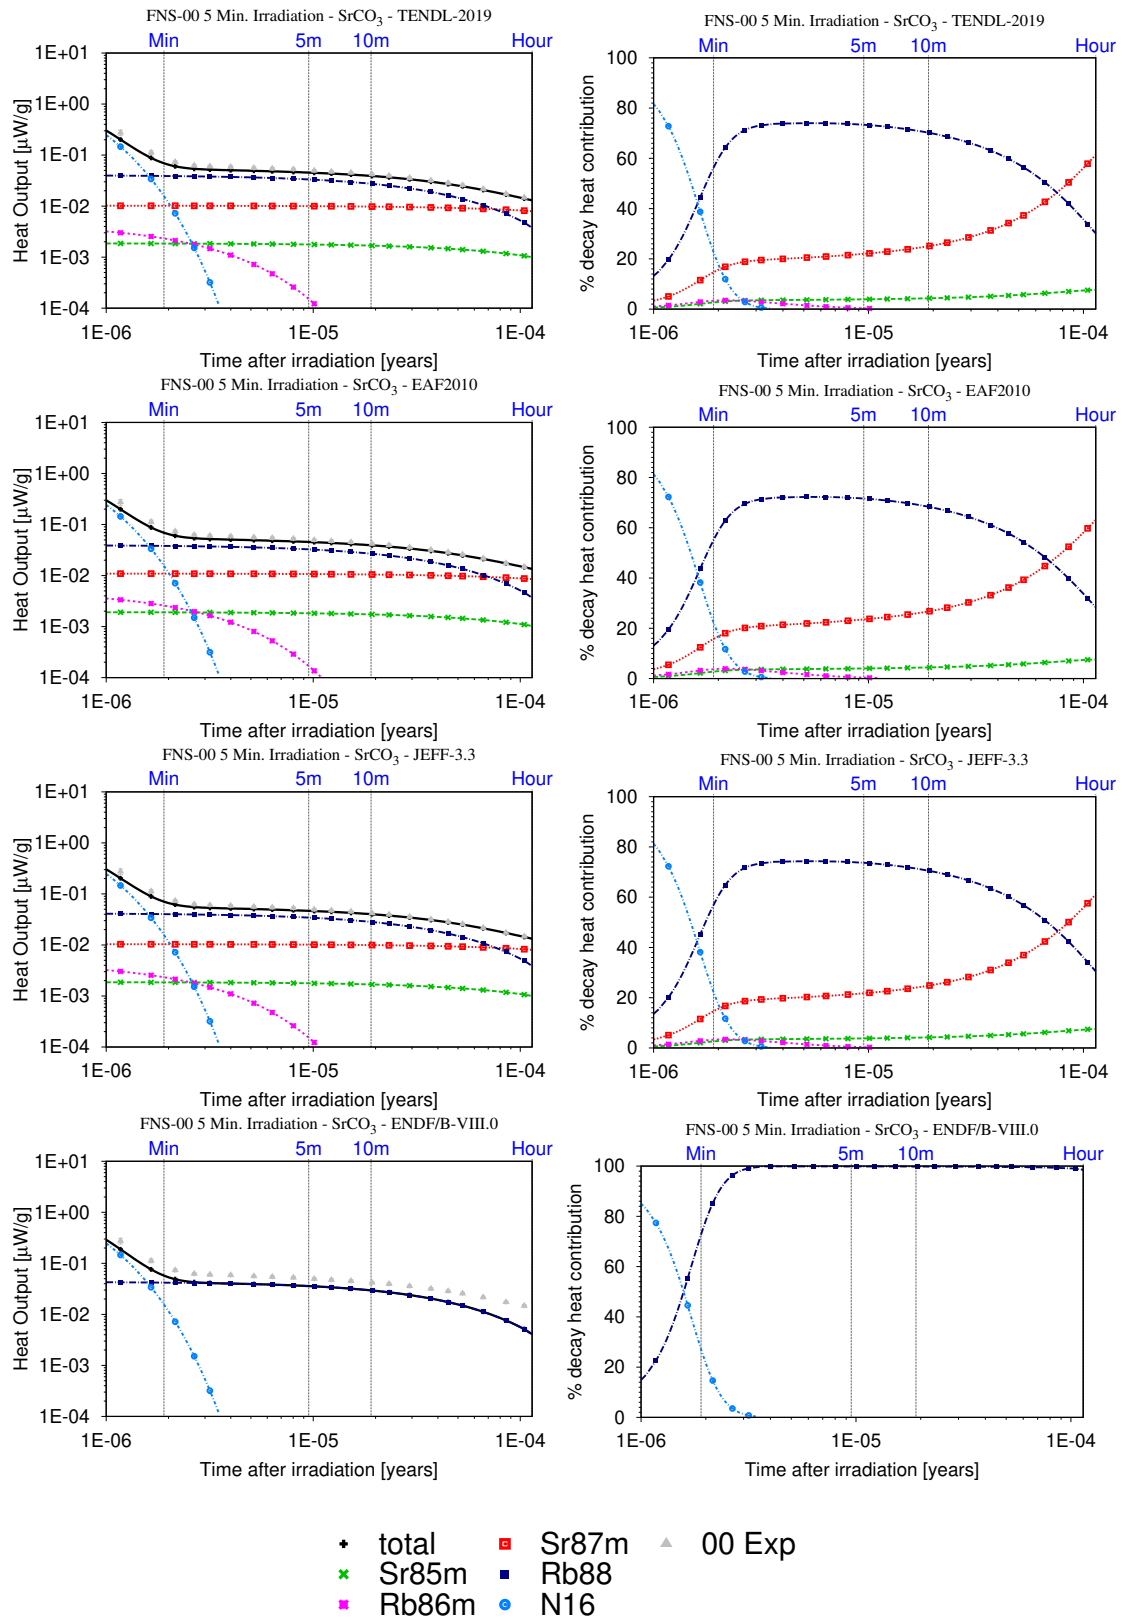 FNS-00 5 Min. Irradiation - SrCO3 - TENDL-2019
Min 5m 10m Hour
Heat Output [μW/g]
1E+01
1E+00
1E-01
1E-02
1E-03
1E-04
1E-06 1E-05 1E-04
Time after irradiation [years]
FNS-00 5 Min. Irradiation - SrCO3 - TENDL-2019
Min 5m 10m Hour
% decay heat contribution
100
80
60
40
20
0
1E-06 1E-05 1E-04
Time after irradiation [years]
FNS-00 5 Min. Irradiation - SrCO3 - EAF2010
Min 5m 10m Hour
Heat Output [μW/g]
1E+01
1E+00
1E-01
1E-02
1E-03
1E-04
1E-06 1E-05 1E-04
Time after irradiation [years]
FNS-00 5 Min. Irradiation - SrCO3 - EAF2010
Min 5m 10m Hour
% decay heat contribution
100
80
60
40
20
0
1E-06 1E-05 1E-04
Time after irradiation [years]
FNS-00 5 Min. Irradiation - SrCO3 - JEFF-3.3
Min 5m 10m Hour
Heat Output [μW/g]
1E+01
1E+00
1E-01
1E-02
1E-03
1E-04
1E-06 1E-05 1E-04
Time after irradiation [years]
FNS-00 5 Min. Irradiation - SrCO3 - JEFF-3.3
Min 5m 10m Hour
% decay heat contribution
100
80
60
40
20
0
1E-06 1E-05 1E-04
Time after irradiation [years]
FNS-00 5 Min. Irradiation - SrCO3 - ENDF/B-VIII.0
Min 5m 10m Hour
Heat Output [μW/g]
1E+01
1E+00
1E-01
1E-02
1E-03
1E-04
1E-06 1E-05 1E-04
Time after irradiation [years]
FNS-00 5 Min. Irradiation - SrCO3 - ENDF/B-VIII.0
Min 5m 10m Hour
% decay heat contribution
100
80
60
40
20
0
1E-06 1E-05 1E-04
Time after irradiation [years]
total Sr87m 00 Exp
Sr85m Rb88
Rb86m N16